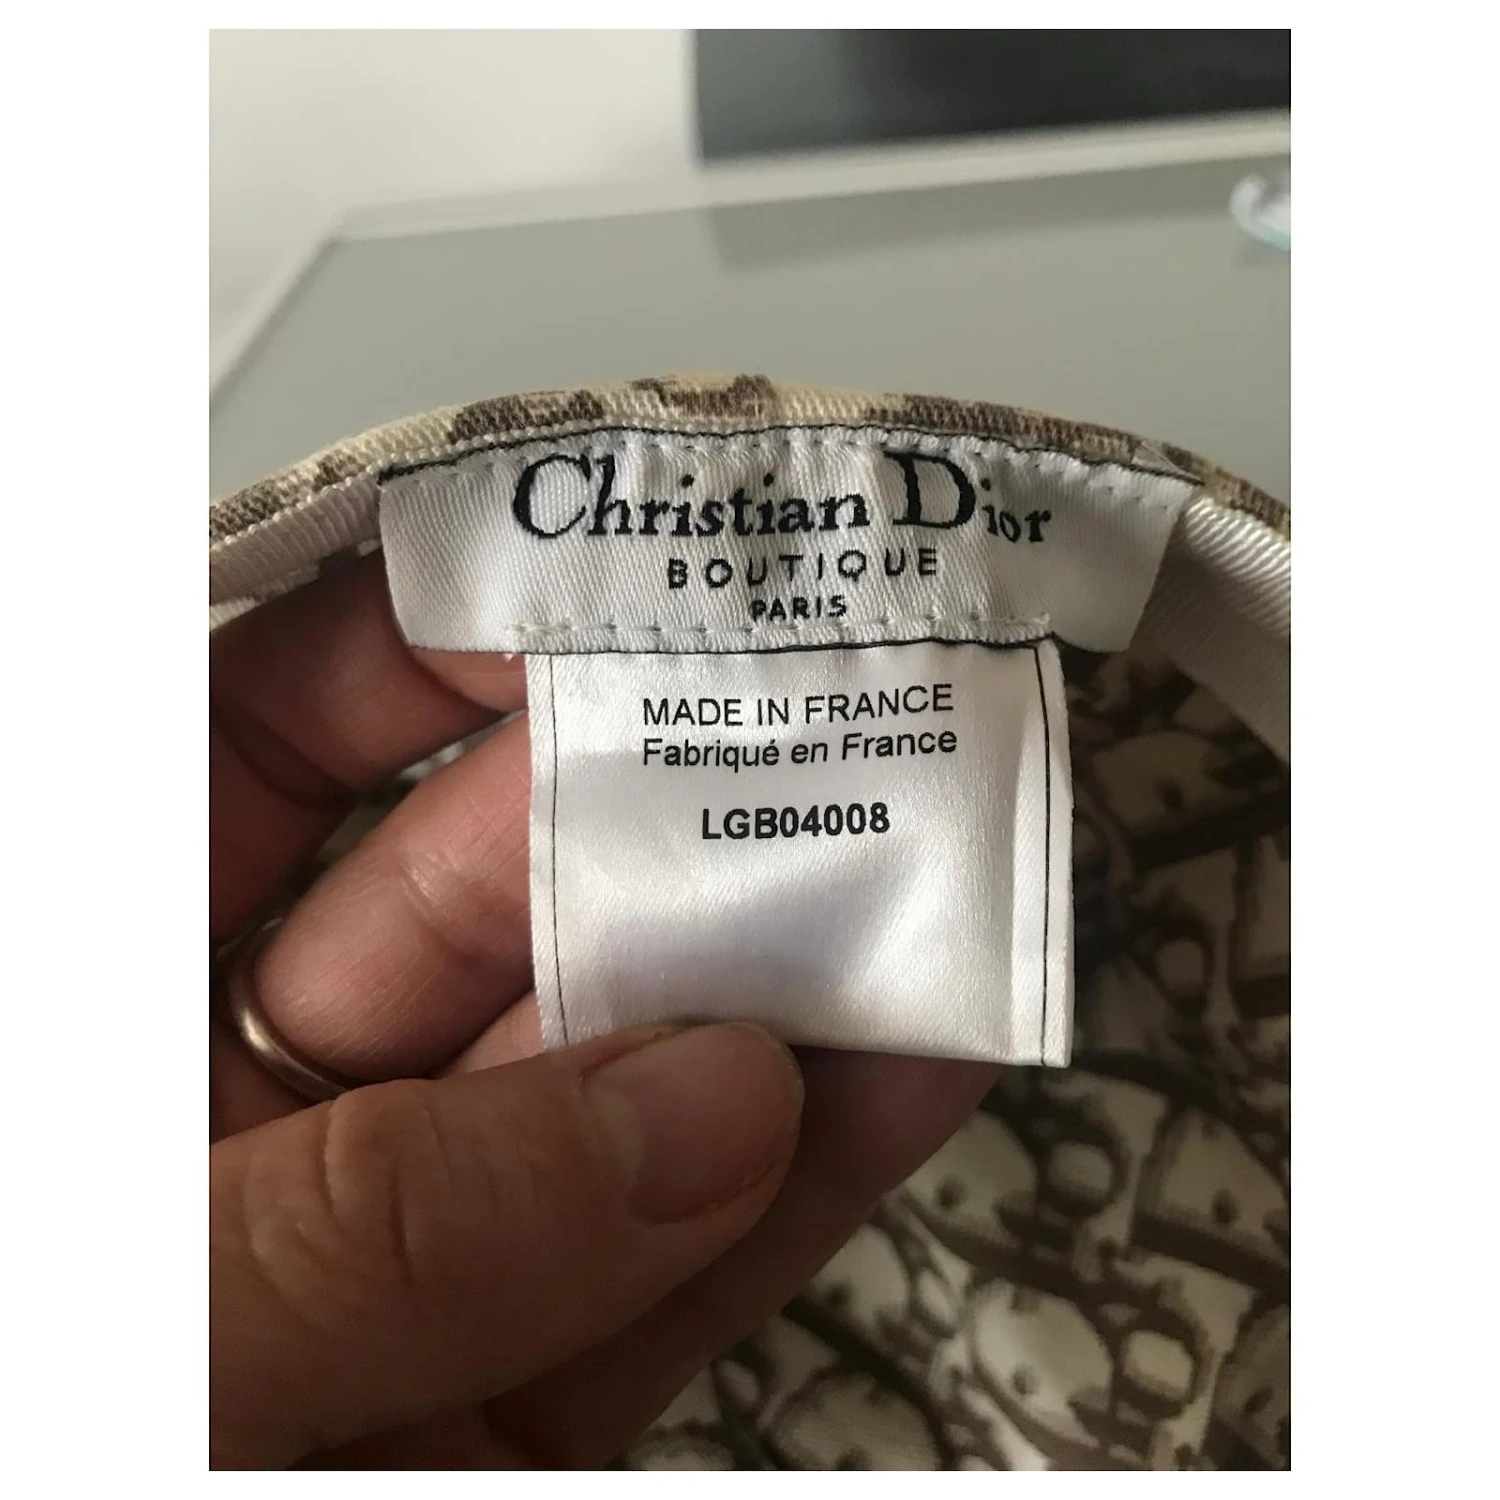 Christian Dior
BOUTIQUE
PARIS
MADE IN FRANCE
Fabriqué en France
LGB04008